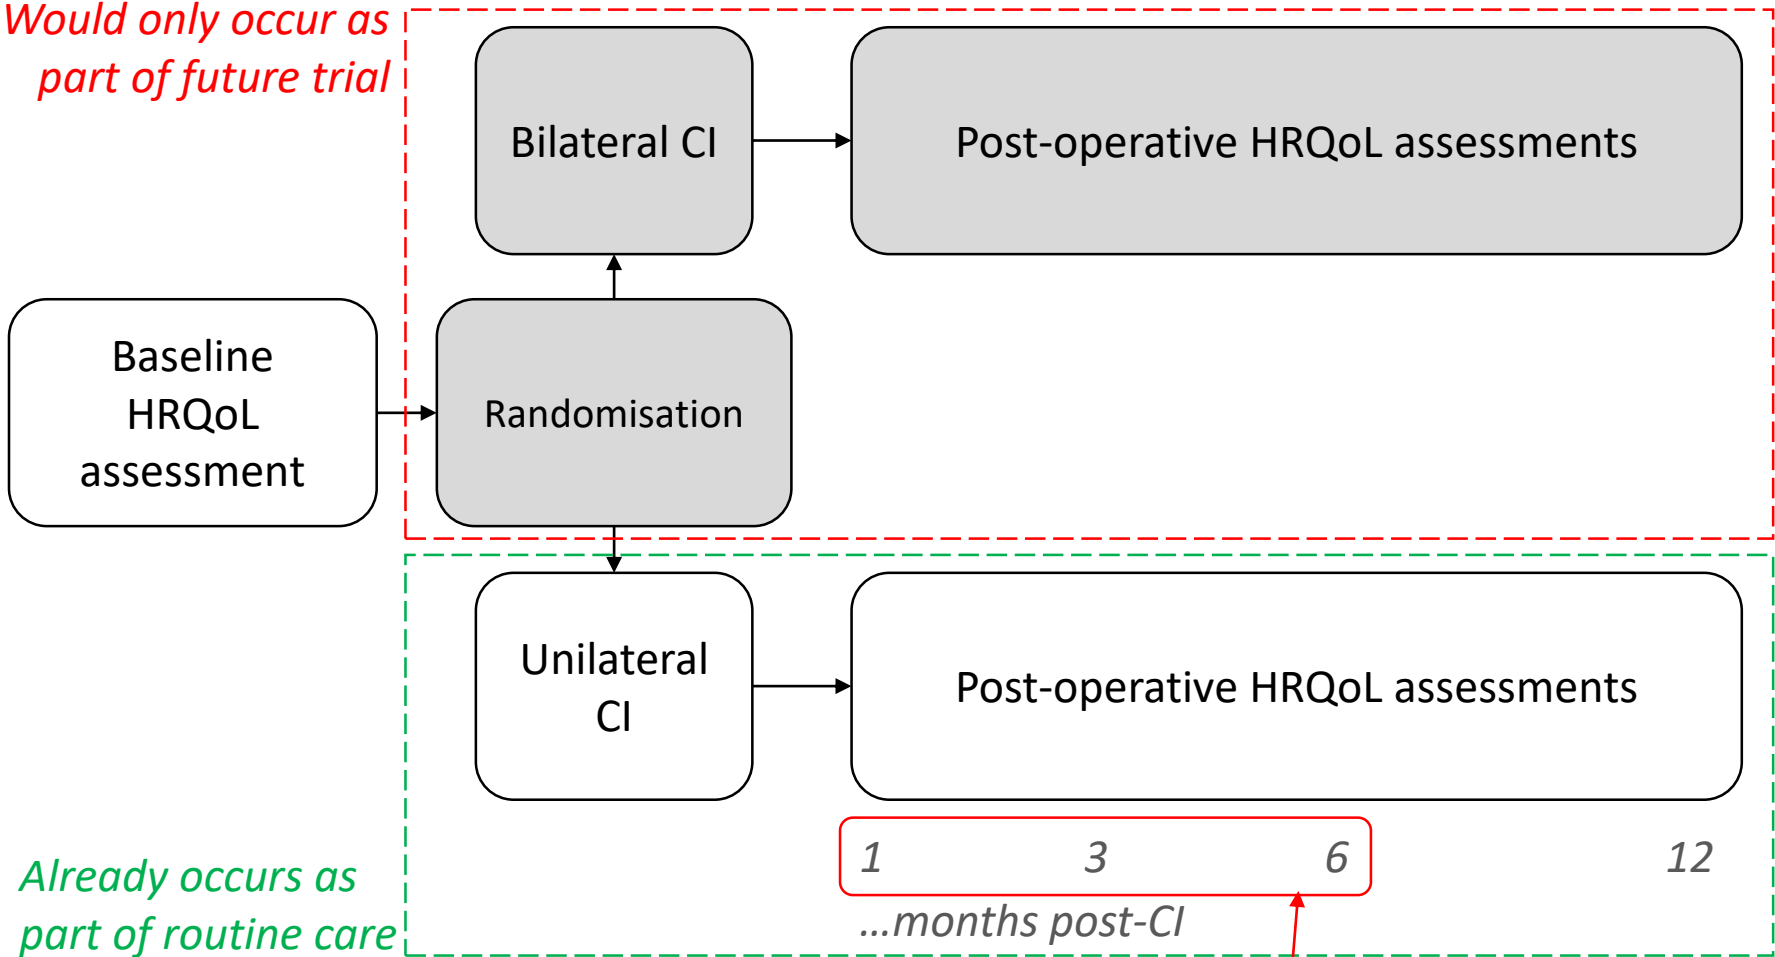 Would only occur as
part of future trial
Bilateral CI
Post-operative HRQoL assessments
Baseline
HRQoL
assessment
Randomisation
Unilateral
CI
Post-operative HRQoL assessments
1 3 6 12
...months post-CI
Already occurs as
part of routine care